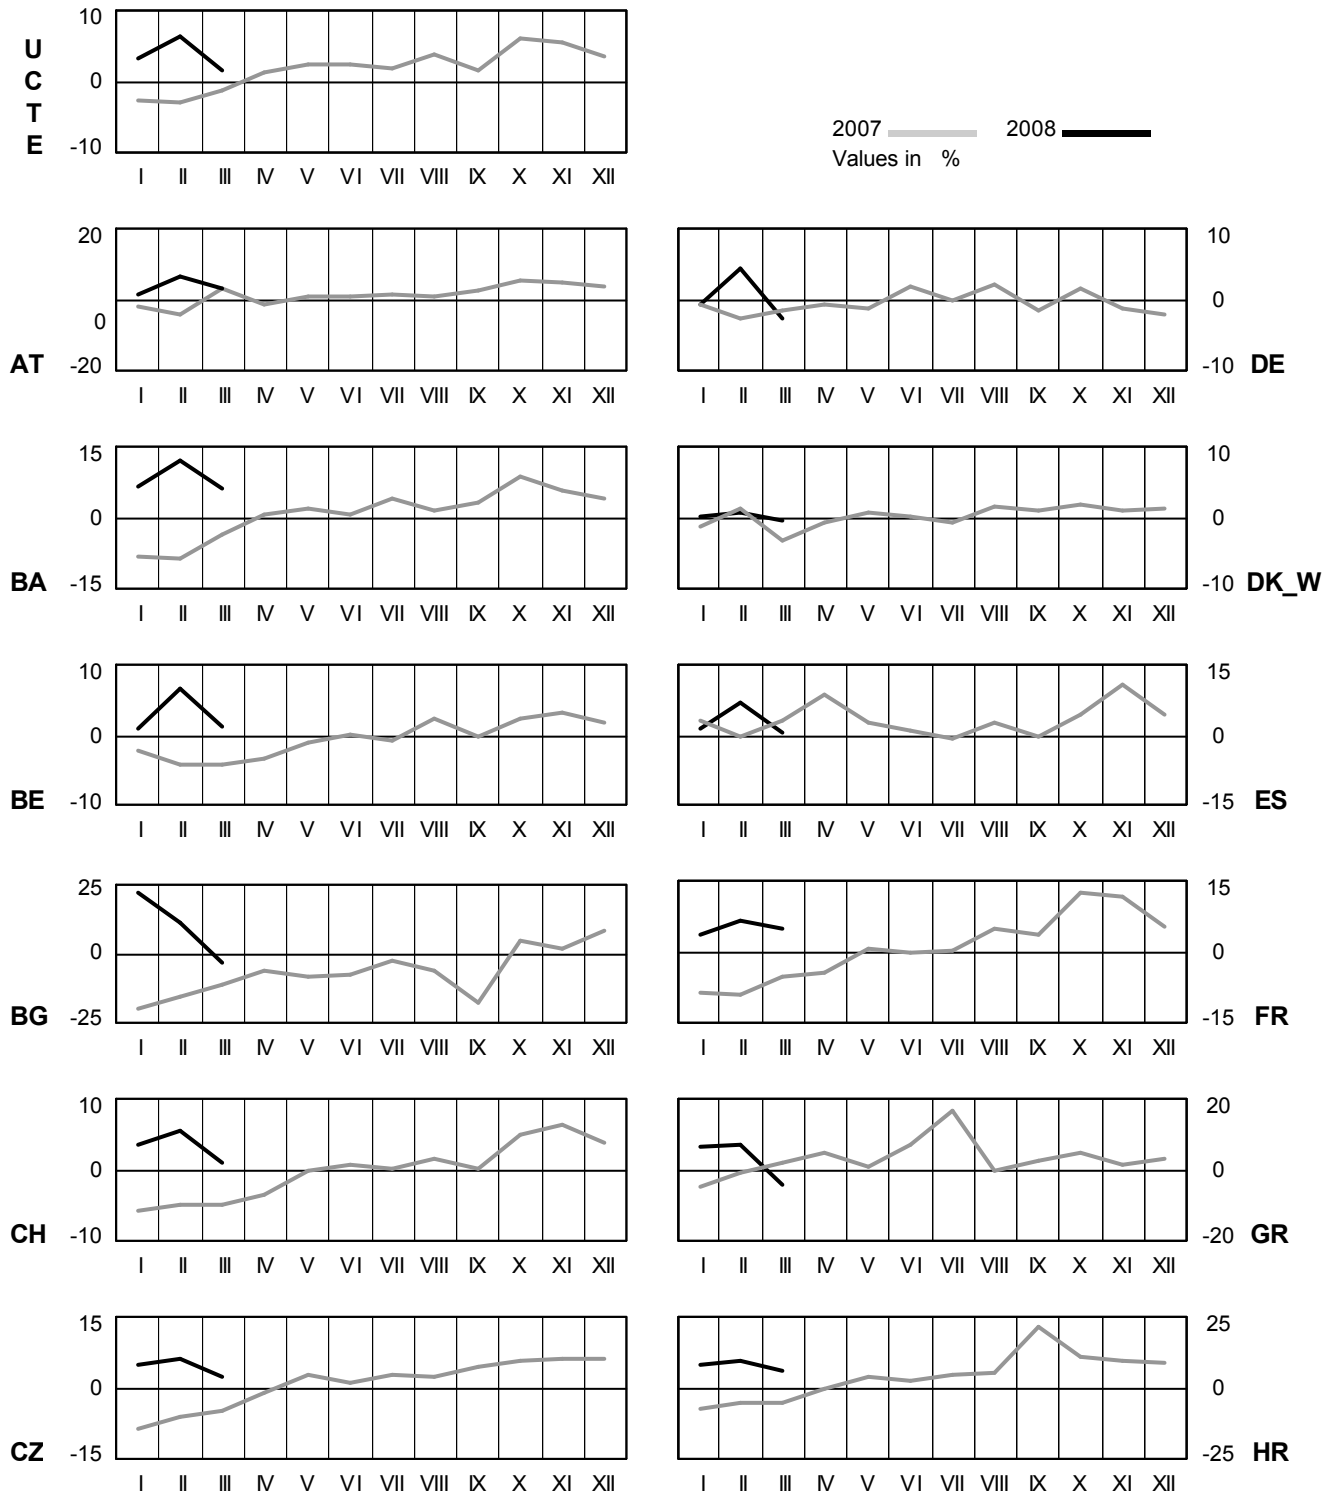 10
U
C
T
E
0
-10
I II III IV V VI VII VIII IX X XI XII
2007 2008
Values in %
20
0
AT -20
I II III IV V VI VII VIII IX X XI XII
10
0
-10 DE
I II III IV V VI VII VIII IX X XI XII
15
0
BA -15
I II III IV V VI VII VIII IX X XI XII
10
0
-10 DK_W
I II III IV V VI VII VIII IX X XI XII
10
0
BE -10
I II III IV V VI VII VIII IX X XI XII
15
0
-15 ES
I II III IV V VI VII VIII IX X XI XII
25
0
BG -25
I II III IV V VI VII VIII IX X XI XII
15
0
-15 FR
I II III IV V VI VII VIII IX X XI XII
10
0
CH -10
I II III IV V VI VII VIII IX X XI XII
20
0
-20 GR
I II III IV V VI VII VIII IX X XI XII
15
0
CZ -15
I II III IV V VI VII VIII IX X XI XII
25
0
-25 HR
I II III IV V VI VII VIII IX X XI XII